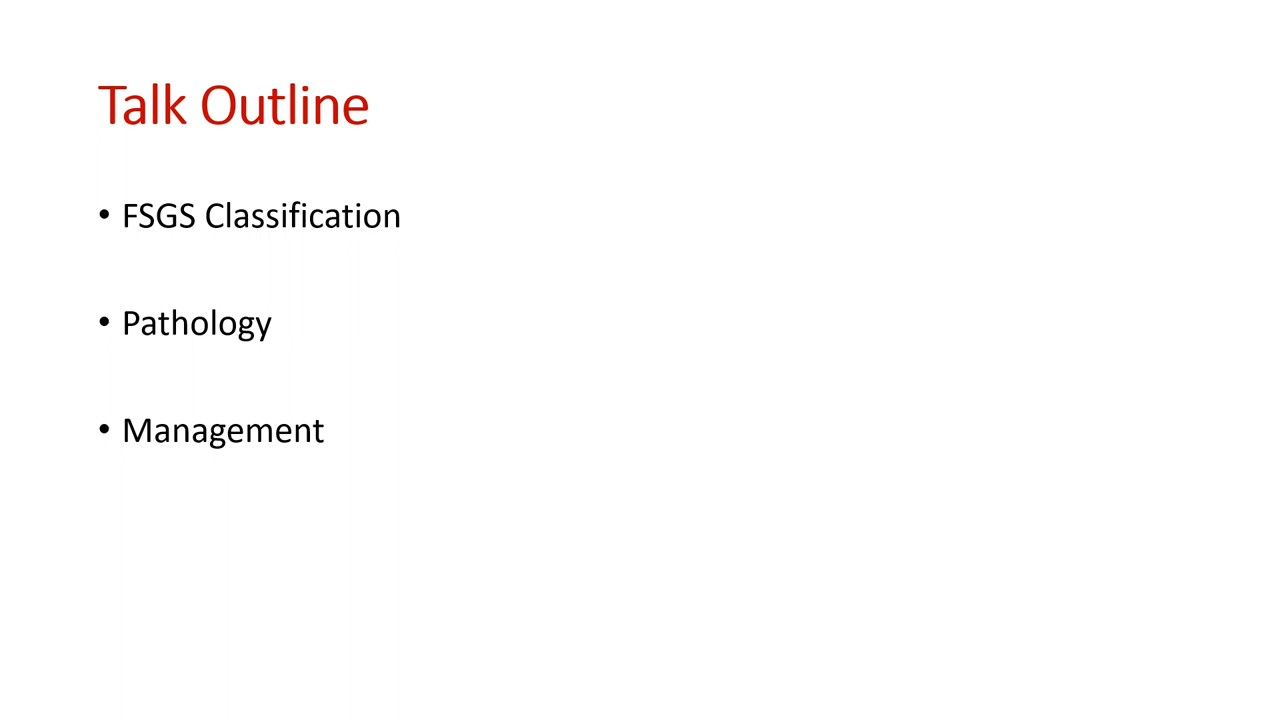 Talk Outline
• FSGS Classification
• Pathology
• Management